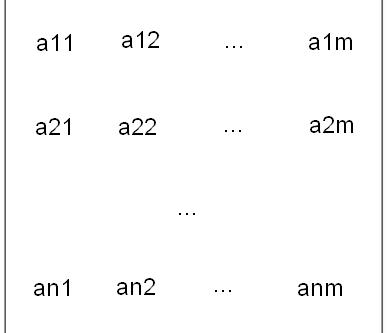 a11 a12 ... a1m
a21 a22 ... a2m
...
an1 an2 ... anm